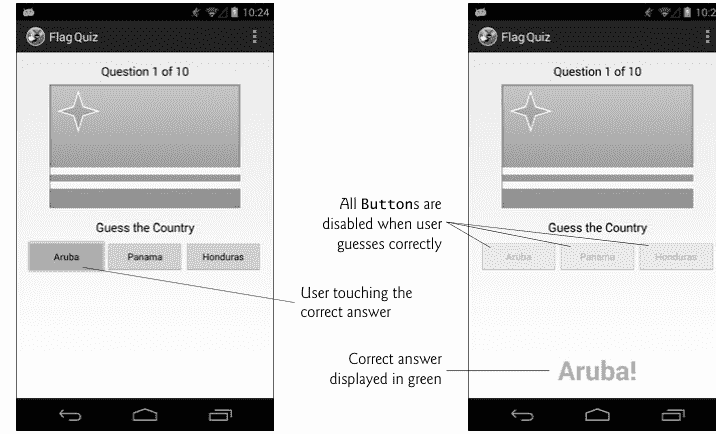 10:24
Flag Quiz
Question 1 of 10
Guess the Country
Aruba
Panama
Honduras
User touching the
correct answer
All Buttons are
disabled when user
guesses correctly
Correct answer
displayed in green
10:2
Flag Quiz
Question 1 of 10
Guess the Country
Aruba
Panama
Honduras
Aruba!